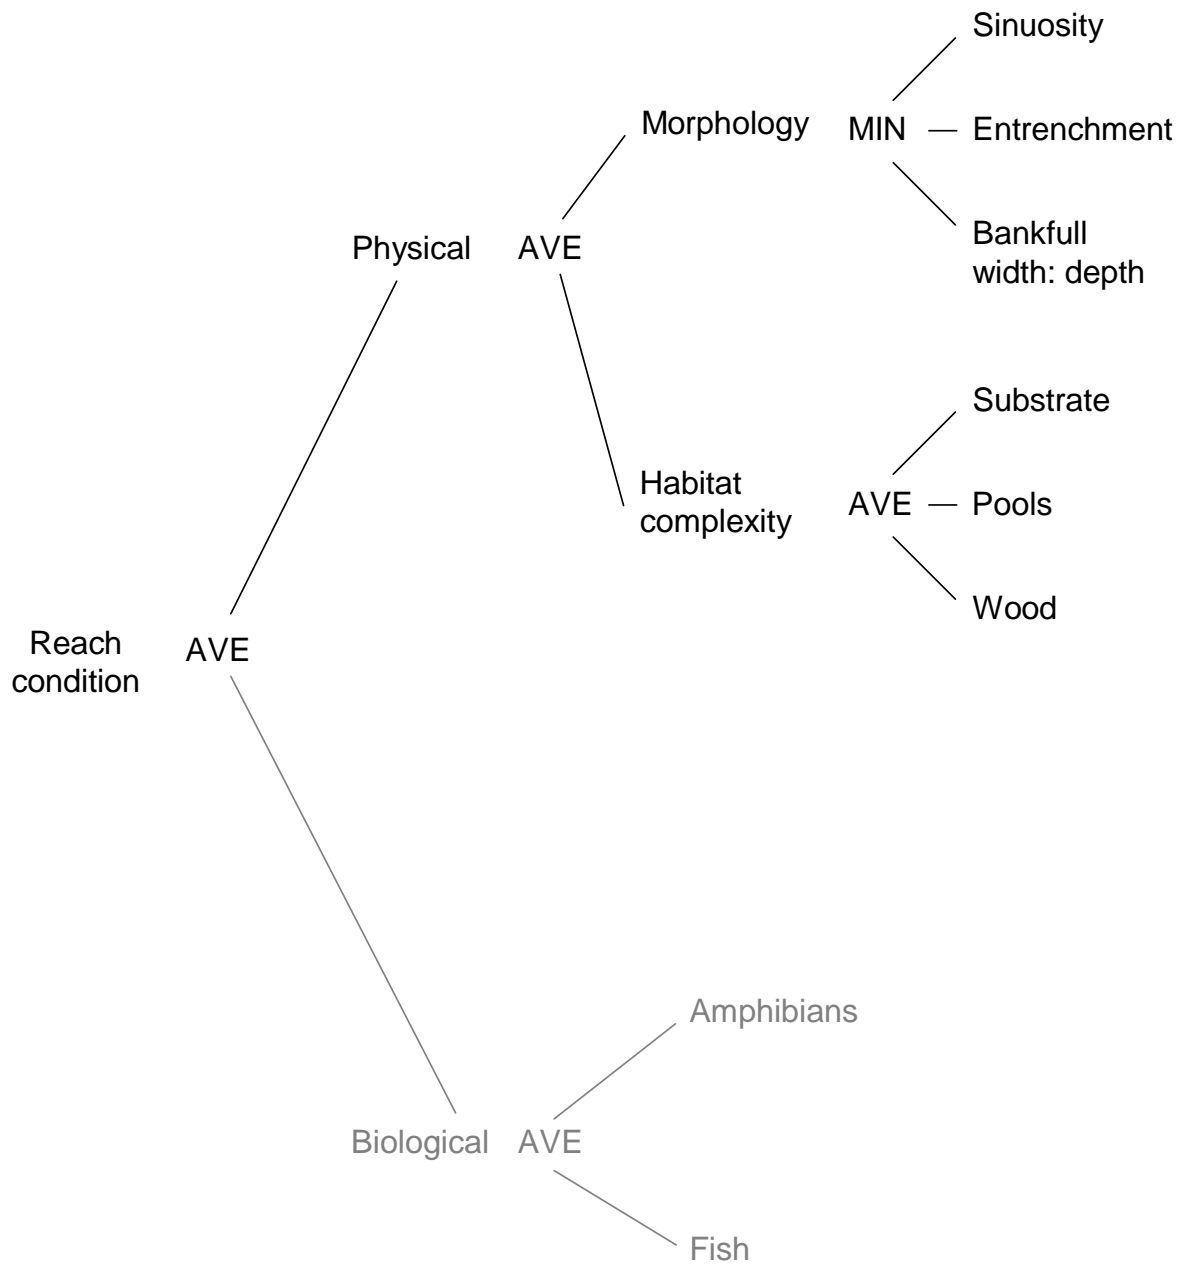 Sinuosity
Morphology MIN Entrenchment
Physical AVE
Bankfull
width: depth
Substrate
Habitat
complexity
AVE Pools
Wood
Reach
condition
AVE
Amphibians
Biological AVE
Fish